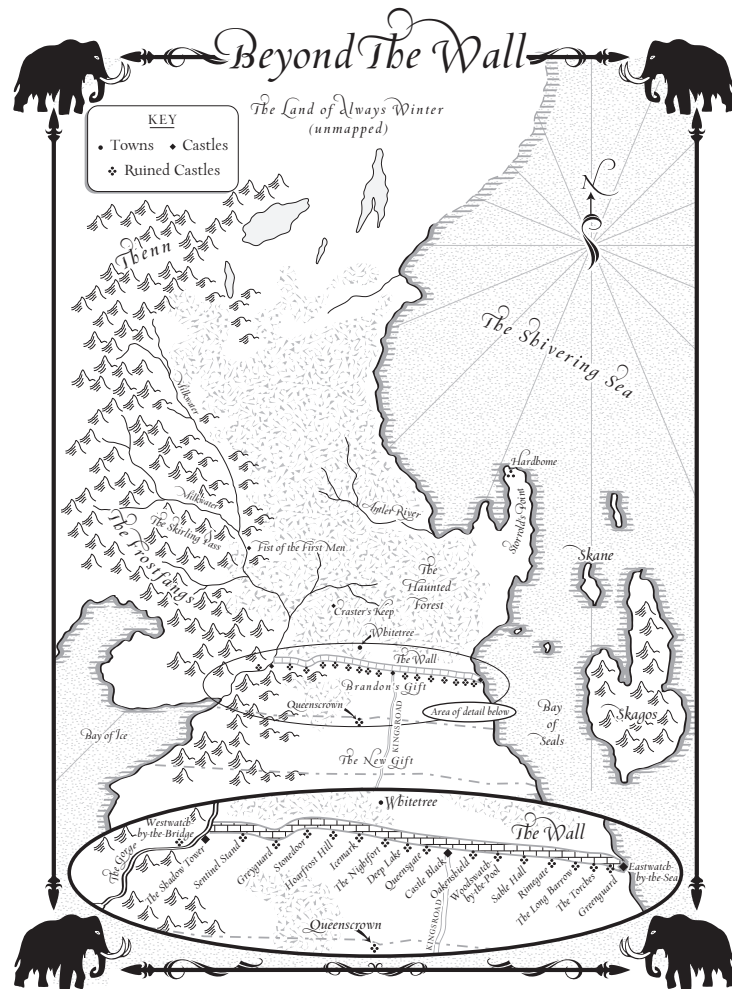 Beyond The Wall
The Land of Always Winter
(unmapped)
KEY
Towns
Castles
Ruined Castles
N
Thenn
The Shivering Sea
Milkwater
Hardhome
Milkwater
Antler River
Storrold's Point
The Skirling Pass
The Frostfangs
Fist of the First Men
Skane
The
Haunted
Forest
Craster's Keep
Whitetree
The Wall
Brandon's Gift
Queenscrown
KINGSROAD
Area of detail below
Bay
of
Seals
Skagos
Bay of Ice
The New Gift
Whitetree
Westwatch-
by-the-Bridge
The Wall
The Gorge
The Shadow Tower
Sentinel Stand
Greyguard
Stonedoor
Hoarfrost Hill
Icemark
The Nightfort
Deep Lake
Queensgate
Castle Black
Oakenshield
Woodswatch-
by-the-Pool
Sable Hall
Rimegate
The Long Barrow
The Torches
Greenguard
Eastwatch-
by-the-Sea
Queenscrown
KINGSROAD